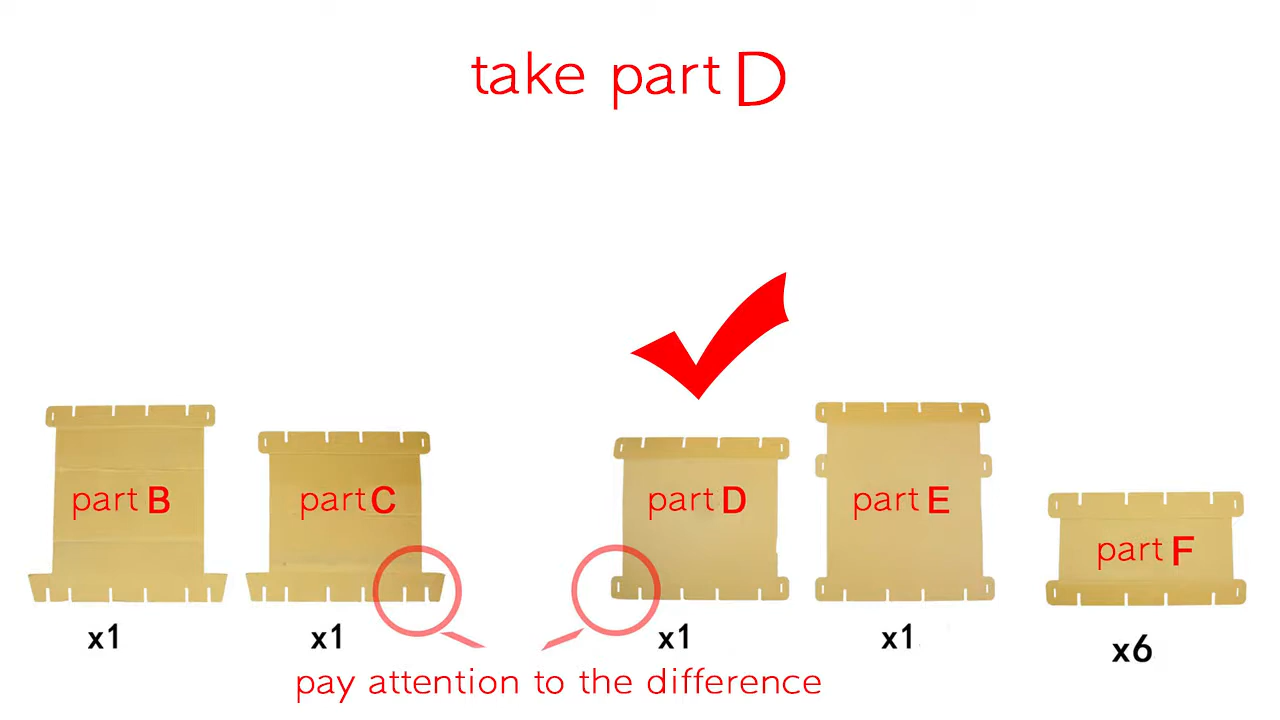 take part D
part B
part C
part D
part E
part F
x1
x1
x1
x1
x6
pay attention to the difference